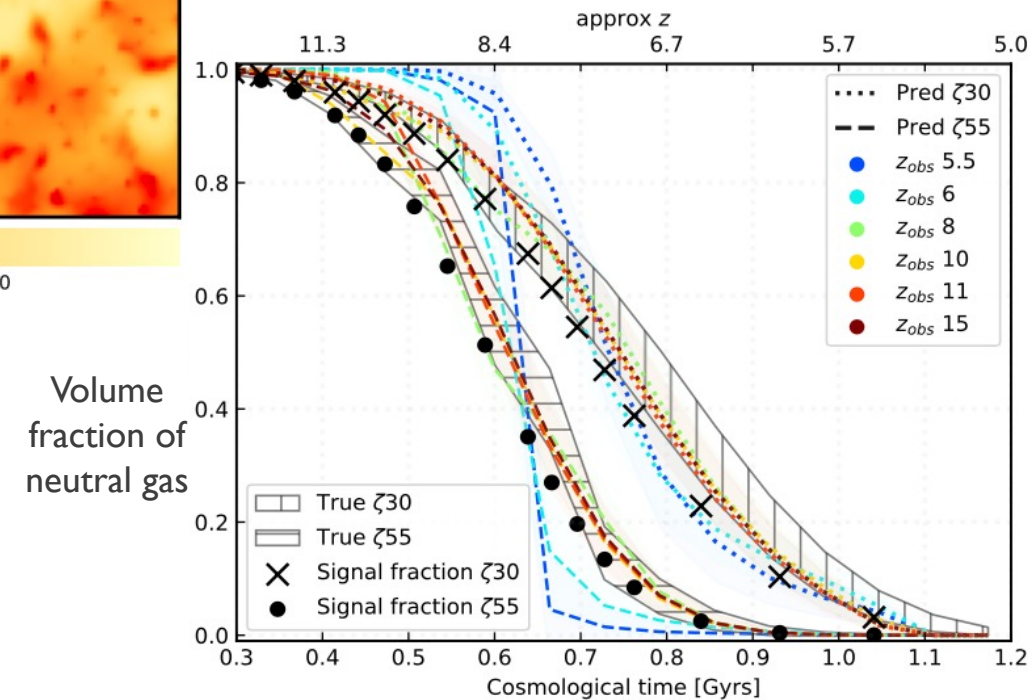 approx z
11.3 8.4 6.7 5.7 5.0
1.0
0.8
0.6
0.4
0.2
0.0
0
Volume
fraction of
neutral gas
Pred ζ30
Pred ζ55
z_obs 5.5
z_obs 6
z_obs 8
z_obs 10
z_obs 11
z_obs 15
True ζ30
True ζ55
Signal fraction ζ30
Signal fraction ζ55
0.3 0.4 0.5 0.6 0.7 0.8 0.9 1.0 1.1 1.2
Cosmological time [Gyrs]